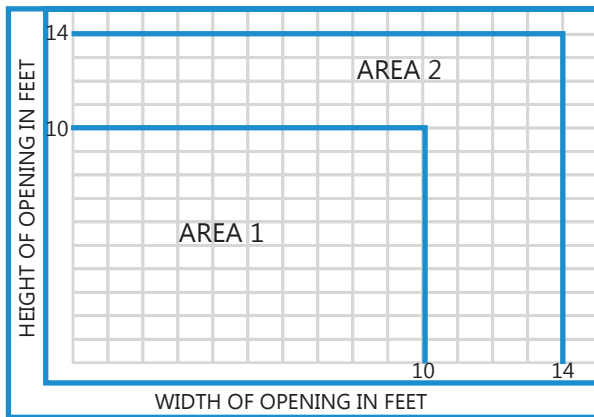 14
AREA 2
10
AREA 1
HEIGHT OF OPENING IN FEET
10 14
WIDTH OF OPENING IN FEET